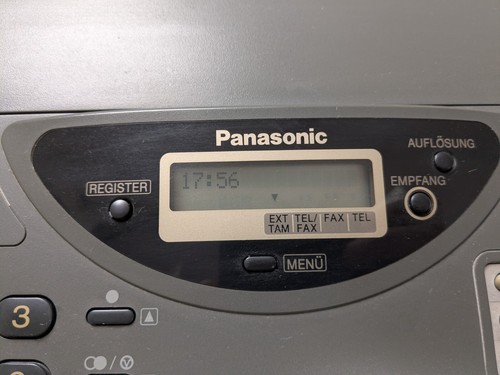 Panasonic
AUFLÖSUNG
17:56
EMPFANG
REGISTER
EXT TAM
TEL/ FAX
FAX
TEL
MENÜ
3